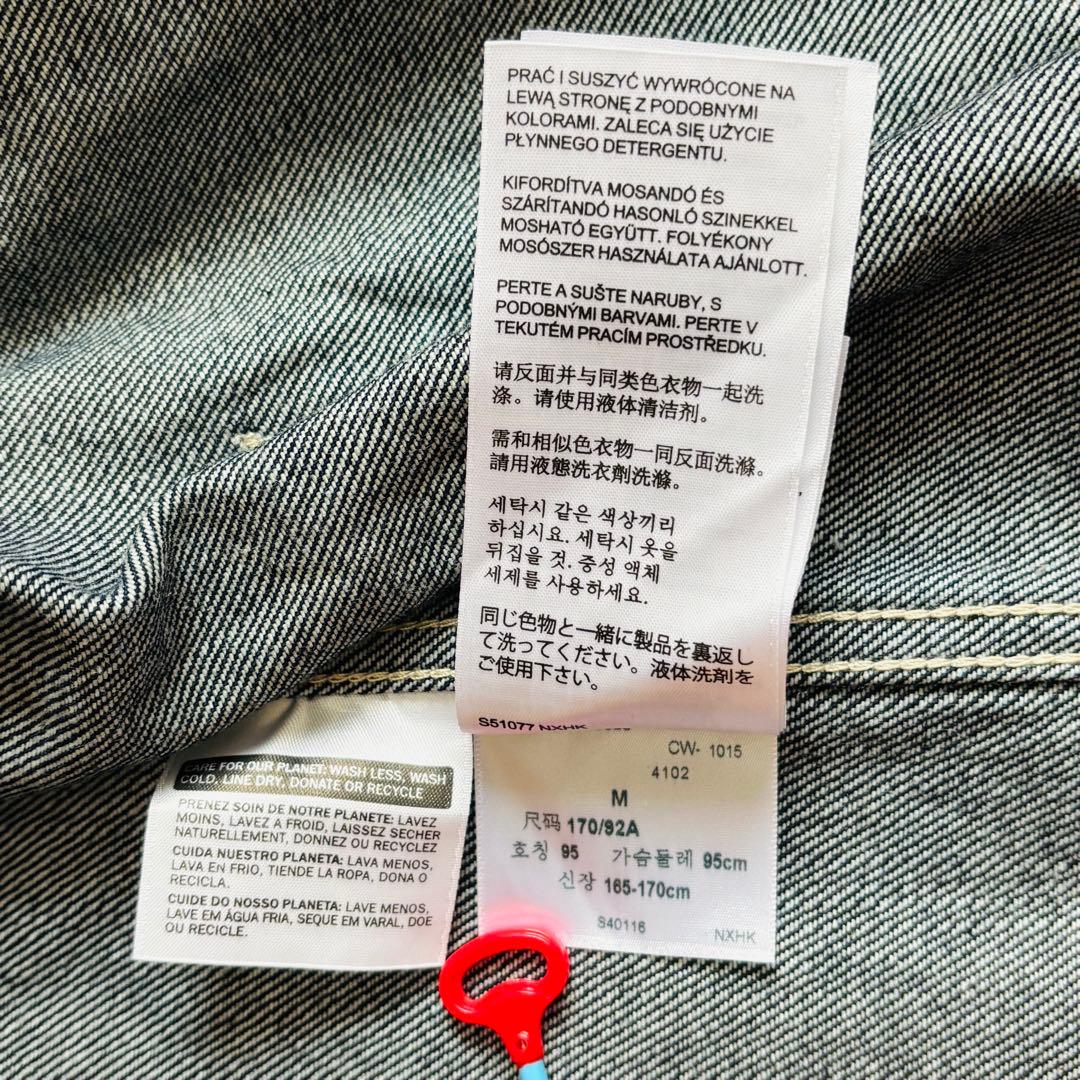 PRAĆ I SUSZYĆ WYWRÓCONE NA
LEWĄ STRONĘ Z PODOBNYMI
KOLORAMI. ZALECA SIĘ UŻYCIE
PŁYNNEGO DETERGENTU.
KIFORDÍTVA MOSANDÓ ÉS
SZÁRÍTANDÓ HASONLÓ SZINEKKEL
MOSHATÓ EGYÜTT. FOLYÉKONY
MOSÓSZER HASZNÁLATA AJÁNLOTT.
PERTE A SUŠTE NARUBY, S
PODOBNÝMI BARVAMI. PERTE V
TEKUTÉM PRACÍM PROSTŘEDKU.
请反面并与同类色衣物一起洗
涤。请使用液体清洁剂。
需和相似色衣物一同反面洗滌。
請用液態洗衣劑洗滌。
세탁시 같은 색상끼리
하십시요. 세탁시 옷을
뒤집을 것. 중성 액체
세제를 사용하세요.
同じ色物と一緒に製品を裏返し
て洗ってください。液体洗剤を
ご使用下さい。
S51077 NXHK
CARE FOR OUR PLANET: WASH LESS, WASH
COLD, LINE DRY, DONATE OR RECYCLE
PRENEZ SOIN DE NOTRE PLANETE: LAVEZ
MOINS, LAVEZ A FROID, LAISSEZ SECHER
NATURELLEMENT, DONNEZ OU RECYCLEZ
CUIDA NUESTRO PLANETA: LAVA MENOS,
LAVA EN FRIO, TIENDE LA ROPA, DONA O
RECICLA.
CUIDE DO NOSSO PLANETA: LAVE MENOS,
LAVE EM ÁGUA FRIA, SEQUE EM VARAL, DOE
OU RECICLE.
CW- 1015
4102
M
尺码 170/92A
호칭 95 가슴둘레 95cm
신장 165-170cm
S40116 NXHK